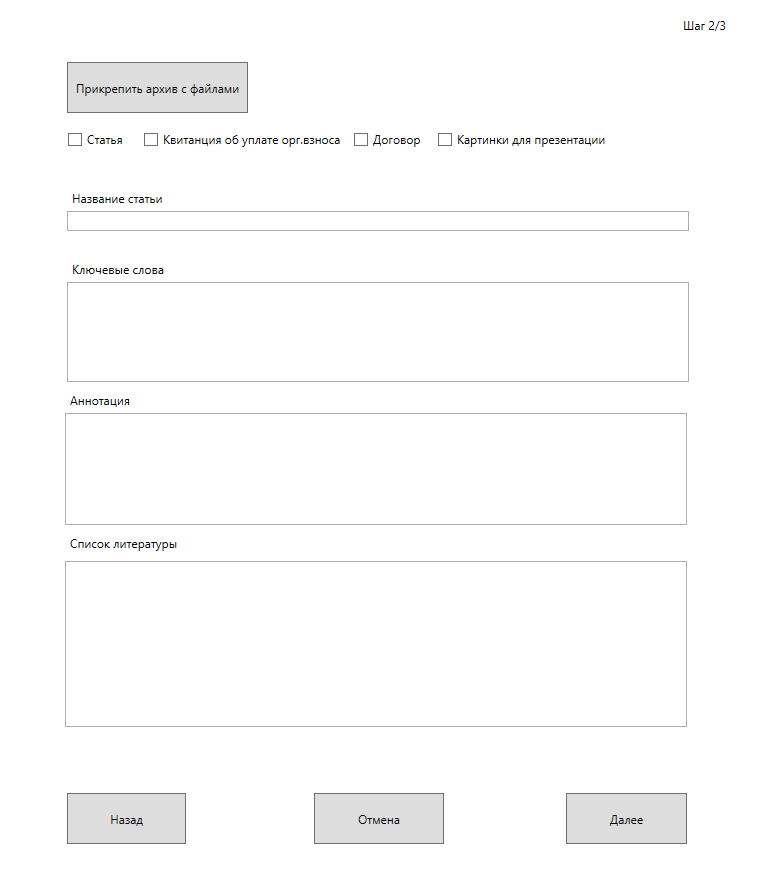 Шаг 2/3
Прикрепить архив с файлами
Статья Квитанция об уплате орг.взноса Договор Картинки для презентации
Название статьи
Ключевые слова
Аннотация
Список литературы
Назад Отмена Далее